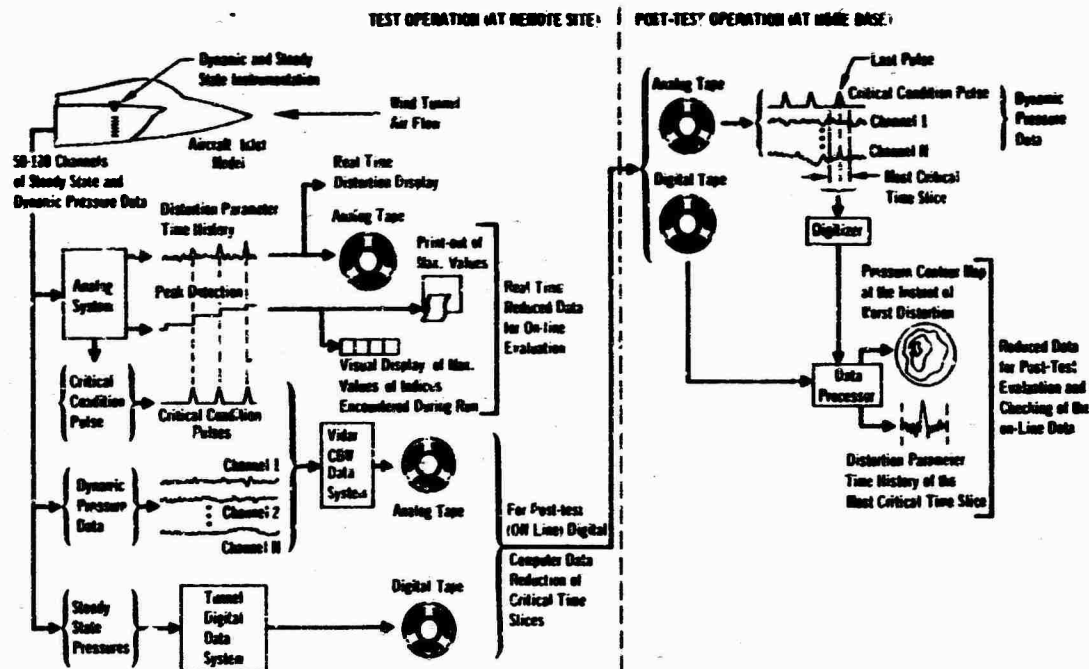 TEST OPERATION (AT REMOTE SITE)
POST-TEST OPERATION (AT HOME BASE)
Dynamic and Steady
State Instrumentation
Wind Tunnel
Air Flow
Aircraft Inlet
Model
50-130 Channels
of Steady State and
Dynamic Pressure Data
Real Time
Distortion Display
Distortion Parameter
Time History
Analog Tape
Print-out of
Max. Values
Analog
System
Peak Detection
Real Time
Reduced Data
for On-line
Evaluation
Visual Display of Max.
Values of Indices
Encountered During Run
Critical
Condition
Pulse
Critical Condition
Pulses
Dynamic
Pressure
Data
Channel 1
Channel 2
Channel N
Vidar
Data
System
Analog Tape
For Post-test
(Off Line) Digital
Computer Data
Reduction of
Critical Time
Slices
Steady
State
Pressures
Tunnel
Digital
Data
System
Digital Tape
Analog Tape
Digital Tape
Last Pulse
Critical Condition Pulse
Channel 1
Channel N
Dynamic
Pressure
Data
Most Critical
Time Slice
Digitizer
Pressure Contour Map
at the Instant of
Worst Distortion
Data
Processor
Reduced Data
for Post-Test
Evaluation and
Checking of the
on-Line Data
Distortion Parameter
Time History of the
Most Critical Time Slice